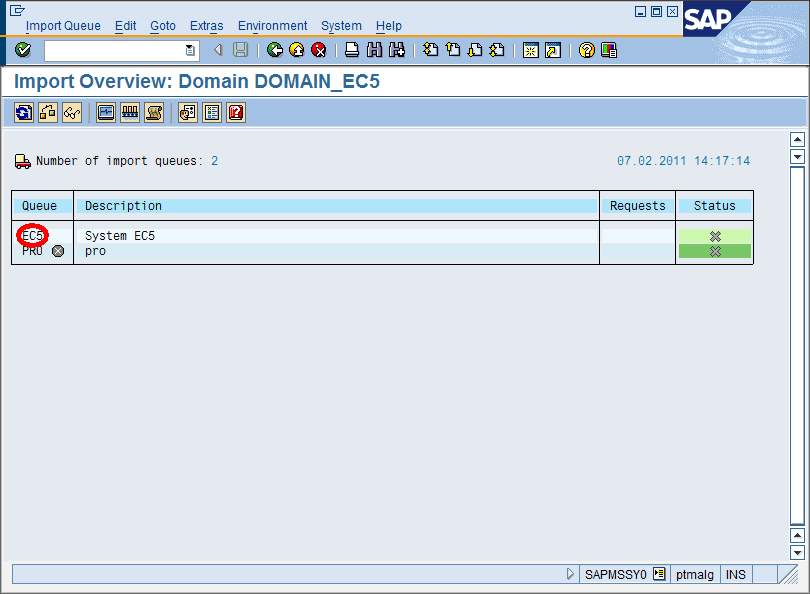 Import Queue Edit Goto Extras Environment System Help
SAP
Import Overview: Domain DOMAIN_EC5
Number of import queues: 2 07.02.2011 14:17:14
Queue Description Requests Status
EC5 System EC5
PRO pro
SAPMSSY0 ptmalg INS